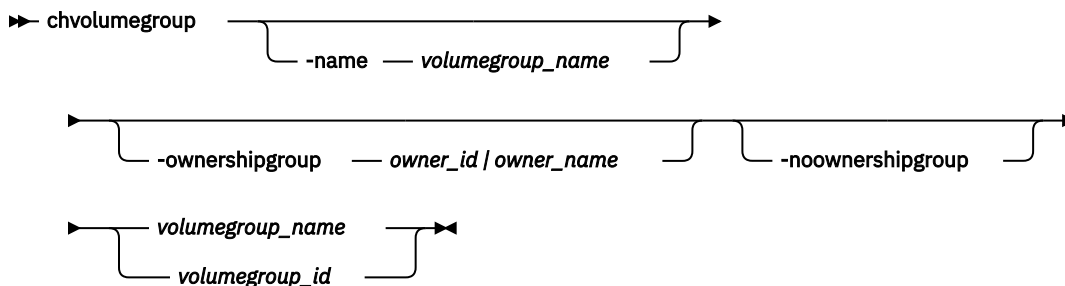 chvolumegroup
-name volumegroup_name
-ownershipgroup owner_id | owner_name -noownershipgroup
volumegroup_name
volumegroup_id